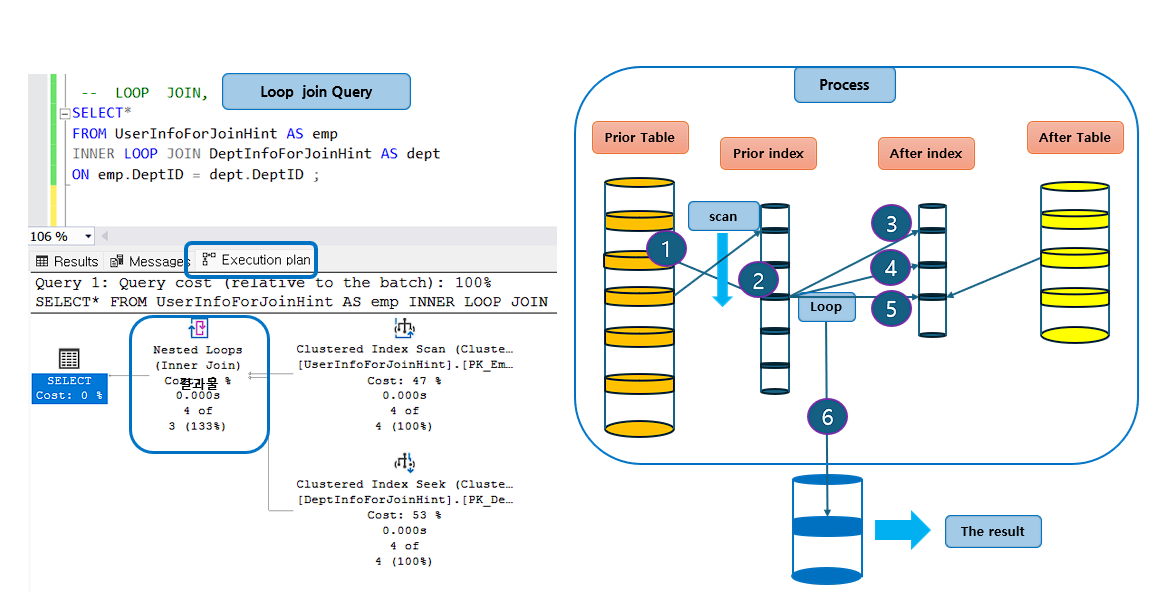 -- LOOP JOIN,
Loop join Query
SELECT*
FROM UserInfoForJoinHint AS emp
INNER LOOP JOIN DeptInfoForJoinHint AS dept
ON emp.DeptID = dept.DeptID ;
106 %
Results Messages Execution plan
Query 1: Query cost (relative to the batch): 100%
SELECT* FROM UserInfoForJoinHint AS emp INNER LOOP JOIN
SELECT
Cost: 0 %
Nested Loops
(Inner Join)
%
결과물
0.000s
4 of
3 (133%)
Clustered Index Scan (Cluste…
[UserInfoForJoinHint].[PK_Em…
Cost: 47 %
0.000s
4 of
4 (100%)
Clustered Index Seek (Cluste…
[DeptInfoForJoinHint].[PK_De…
Cost: 53 %
0.000s
4 of
4 (100%)
Process
Prior Table
Prior index
After index
After Table
scan
1
2
3
4
5
Loop
6
The result